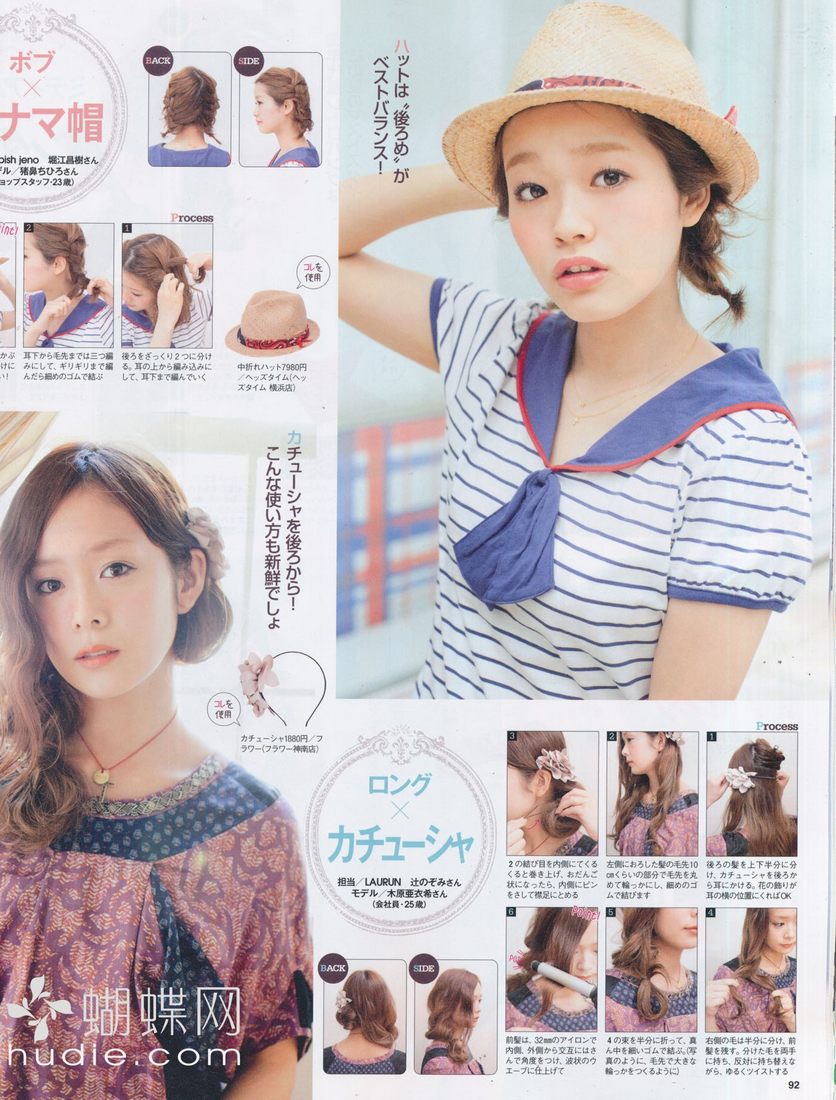 ボブ
×
ナマ帽
bish jeno 堀江昌樹さん
デル／猪鼻ちひろさん
ョップスタッフ・23歳)
BACK
SIDE
ハットは〝後ろめ〟が
ベストバランス！
Process
1
後ろをざっくり2つに分け
る。耳の上から編み込みに
して、耳下まで編んでいく
2
耳下から毛先までは三つ編
みにして、ギリギリまで編
んだら細めのゴムで結ぶ
コレを
使用
中折れハット7980円
／ヘッズタイム(ヘッ
ズタイム 横浜店)
カチューシャを後ろから！
こんな使い方も新鮮でしょ
コレを
使用
カチューシャ1880円／フ
ラワー(フラワー神南店)
ロング
×
カチューシャ
担当／LAURUN 辻のぞみさん
モデル／木原亜衣希さん
(会社員・25歳)
BACK
SIDE
Process
1
後ろの髪を上下半分に分
け、カチューシャを後ろか
ら耳にかける。花の飾りが
耳の横の位置にくればOK
2
左側におろした髪の毛先10
cmくらいの部分で毛先を丸
めて輪っかにし、細めのゴ
ムで結びます
3
2の結び目を内側にてくる
くると巻き上げ、おだんご
状になったら、内側にピン
をさして襟足にとめる
4
右側の毛は半分に分け、前
髪を残す。分けた毛を両手
に持ち、反対に持ち替えな
がら、ゆるくツイストする
5
4の束を半分に折って、真
ん中を細いゴムで結ぶ。(写
真のように、毛先で大きな
輪っかをつくるように)
6
POINT!
前髪は、32mmのアイロンで
内側、外側から交互にはさ
んで角度をつけ、波状のウ
エーブに仕上げて
蝴蝶网
hudie.com
92